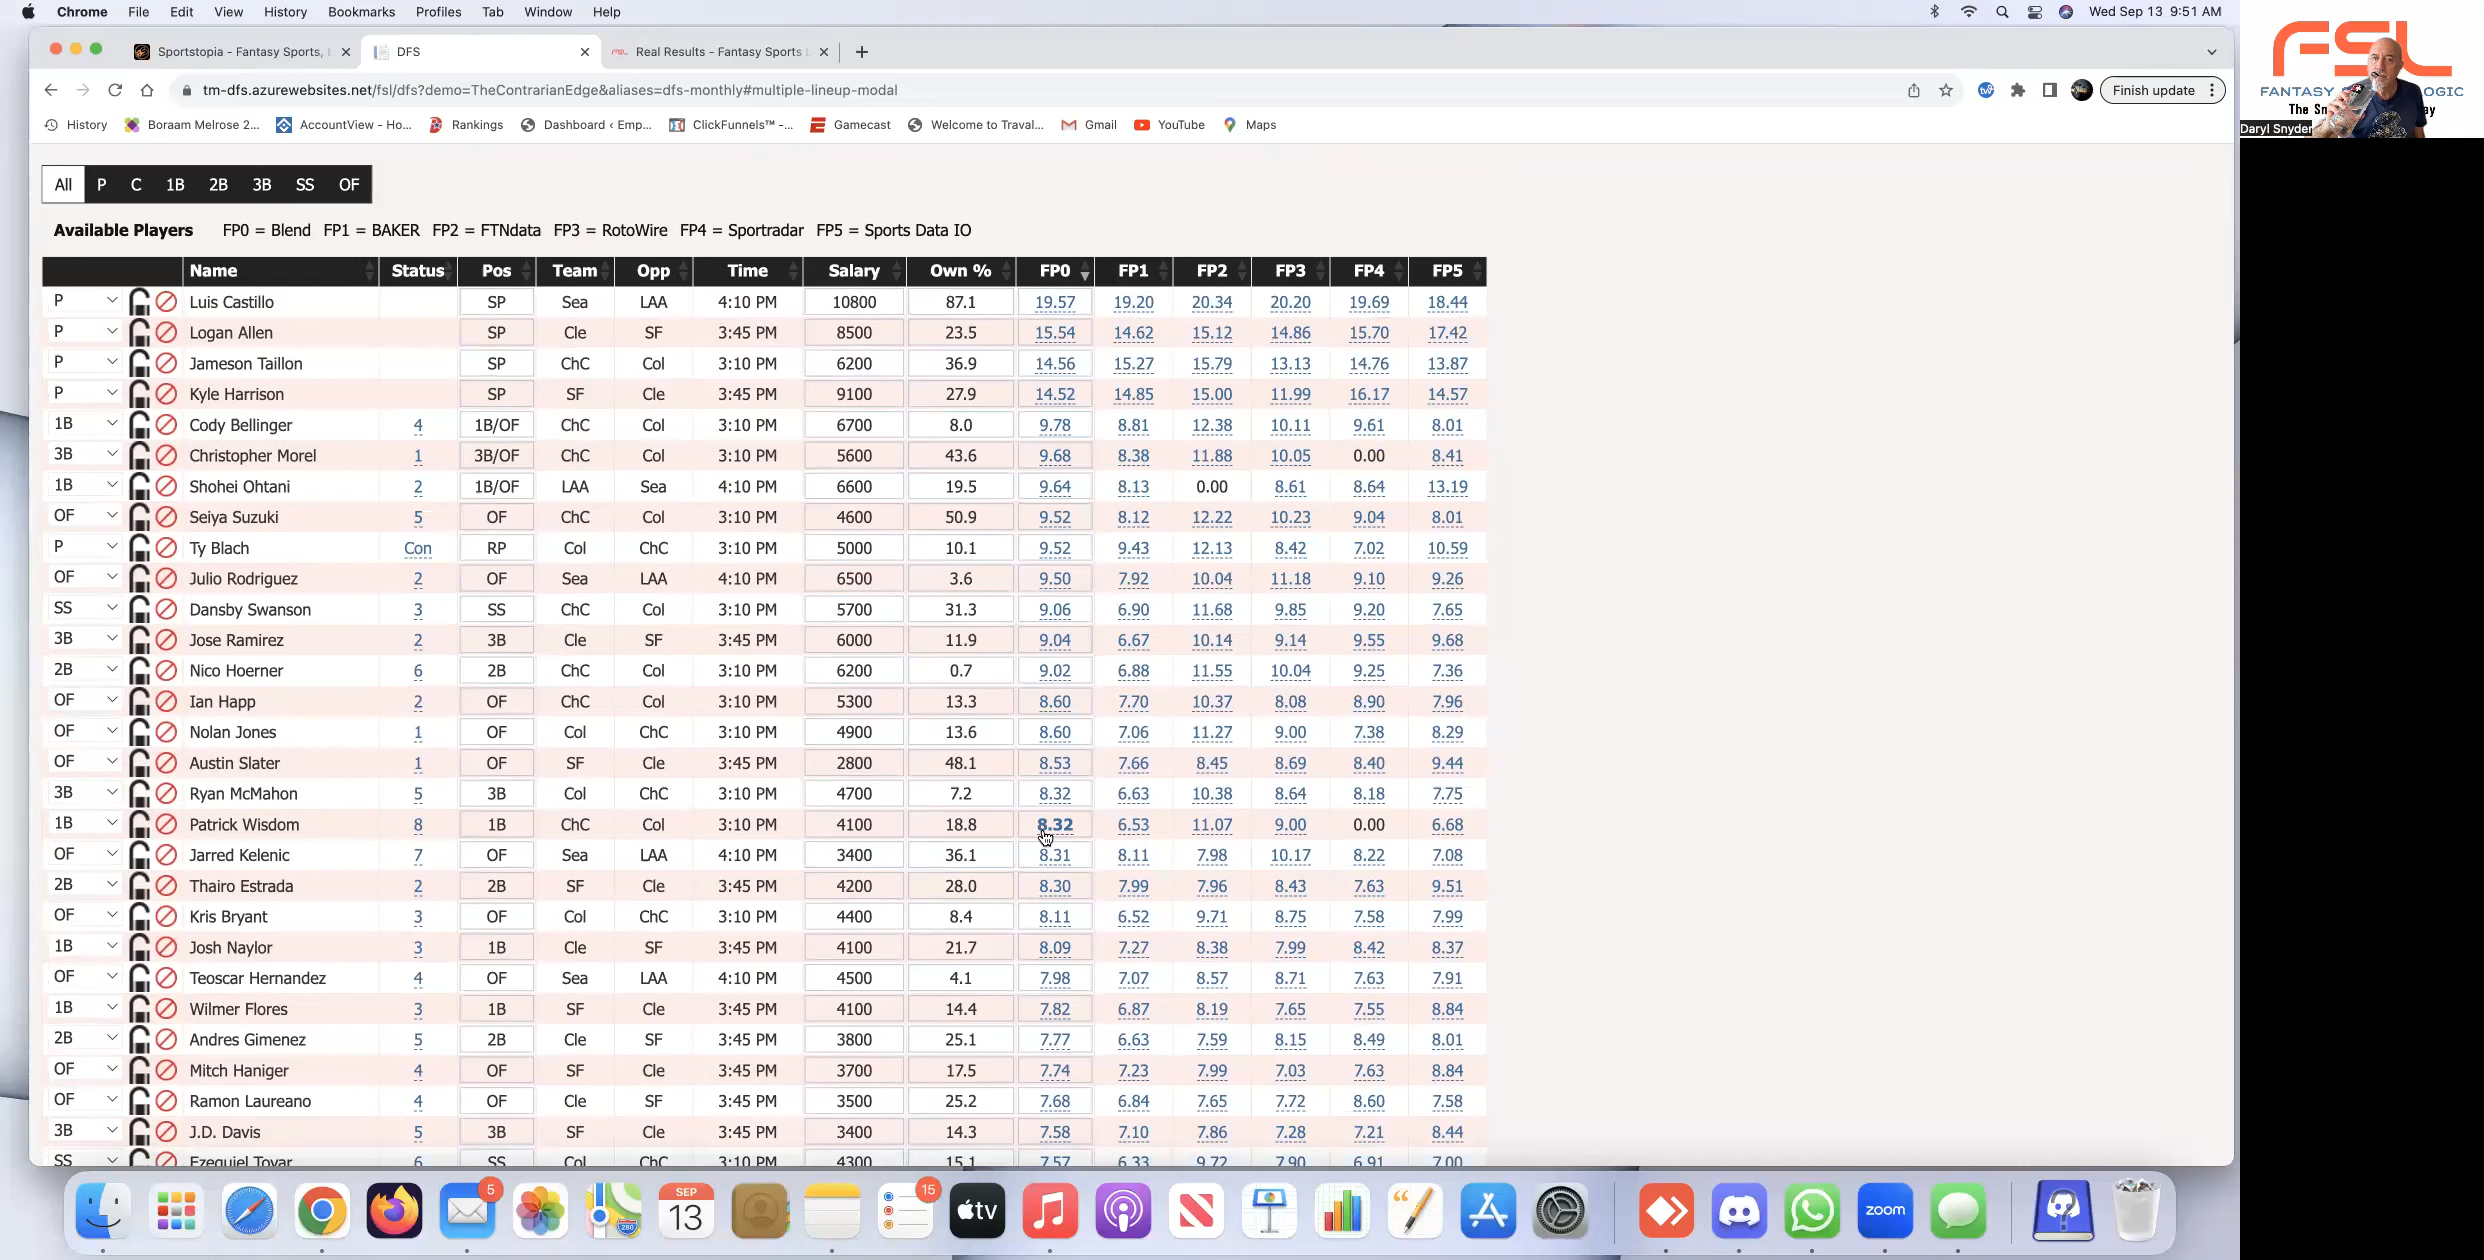 Chrome File Edit View History Bookmarks Profiles Tab Window Help Wed Sep 13 9:51 AM
Sportstopia - Fantasy Sports, DFS Real Results - Fantasy Sports
tm-dfs.azurewebsites.net/fsl/dfs?demo=TheContrarianEdge&aliases=dfs-monthly#multiple-lineup-modal Finish update
History Boraam Melrose 2... AccountView - Ho... Rankings Dashboard ‹ Emp... ClickFunnels™ -... Gamecast Welcome to Traval... Gmail YouTube Maps
FSL
FANTASY LOGIC
The
Daryl Snyder
All P C 1B 2B 3B SS OF
Available Players FP0 = Blend FP1 = BAKER FP2 = FTNdata FP3 = RotoWire FP4 = Sportradar FP5 = Sports Data IO
Name Status Pos Team Opp Time Salary Own % FP0 FP1 FP2 FP3 FP4 FP5
P Luis Castillo SP Sea LAA 4:10 PM 10800 87.1 19.57 19.20 20.34 20.20 19.69 18.44
P Logan Allen SP Cle SF 3:45 PM 8500 23.5 15.54 14.62 15.12 14.86 15.70 17.42
P Jameson Taillon SP ChC Col 3:10 PM 6200 36.9 14.56 15.27 15.79 13.13 14.76 13.87
P Kyle Harrison SP SF Cle 3:45 PM 9100 27.9 14.52 14.85 15.00 11.99 16.17 14.57
1B Cody Bellinger 4 1B/OF ChC Col 3:10 PM 6700 8.0 9.78 8.81 12.38 10.11 9.61 8.01
3B Christopher Morel 1 3B/OF ChC Col 3:10 PM 5600 43.6 9.68 8.38 11.88 10.05 0.00 8.41
1B Shohei Ohtani 2 1B/OF LAA Sea 4:10 PM 6600 19.5 9.64 8.13 0.00 8.61 8.64 13.19
OF Seiya Suzuki 5 OF ChC Col 3:10 PM 4600 50.9 9.52 8.12 12.22 10.23 9.04 8.01
P Ty Blach Con RP Col ChC 3:10 PM 5000 10.1 9.52 9.43 12.13 8.42 7.02 10.59
OF Julio Rodriguez 2 OF Sea LAA 4:10 PM 6500 3.6 9.50 7.92 10.04 11.18 9.10 9.26
SS Dansby Swanson 3 SS ChC Col 3:10 PM 5700 31.3 9.06 6.90 11.68 9.85 9.20 7.65
3B Jose Ramirez 2 3B Cle SF 3:45 PM 6000 11.9 9.04 6.67 10.14 9.14 9.55 9.68
2B Nico Hoerner 6 2B ChC Col 3:10 PM 6200 0.7 9.02 6.88 11.55 10.04 9.25 7.36
OF Ian Happ 2 OF ChC Col 3:10 PM 5300 13.3 8.60 7.70 10.37 8.08 8.90 7.96
OF Nolan Jones 1 OF Col ChC 3:10 PM 4900 13.6 8.60 7.06 11.27 9.00 7.38 8.29
OF Austin Slater 1 OF SF Cle 3:45 PM 2800 48.1 8.53 7.66 8.45 8.69 8.40 9.44
3B Ryan McMahon 5 3B Col ChC 3:10 PM 4700 7.2 8.32 6.63 10.38 8.64 8.18 7.75
1B Patrick Wisdom 8 1B ChC Col 3:10 PM 4100 18.8 8.32 6.53 11.07 9.00 0.00 6.68
OF Jarred Kelenic 7 OF Sea LAA 4:10 PM 3400 36.1 8.31 8.11 7.98 10.17 8.22 7.08
2B Thairo Estrada 2 2B SF Cle 3:45 PM 4200 28.0 8.30 7.99 7.96 8.43 7.63 9.51
OF Kris Bryant 3 OF Col ChC 3:10 PM 4400 8.4 8.11 6.52 9.71 8.75 7.58 7.99
1B Josh Naylor 3 1B Cle SF 3:45 PM 4100 21.7 8.09 7.27 8.38 7.99 8.42 8.37
OF Teoscar Hernandez 4 OF Sea LAA 4:10 PM 4500 4.1 7.98 7.07 8.57 8.71 7.63 7.91
1B Wilmer Flores 3 1B SF Cle 3:45 PM 4100 14.4 7.82 6.87 8.19 7.65 7.55 8.84
2B Andres Gimenez 5 2B Cle SF 3:45 PM 3800 25.1 7.77 6.63 7.59 8.15 8.49 8.01
OF Mitch Haniger 4 OF SF Cle 3:45 PM 3700 17.5 7.74 7.23 7.99 7.03 7.63 8.84
OF Ramon Laureano 4 OF Cle SF 3:45 PM 3500 25.2 7.68 6.84 7.65 7.72 8.60 7.58
3B J.D. Davis 5 3B SF Cle 3:45 PM 3400 14.3 7.58 7.10 7.86 7.28 7.21 8.44
SS Ezequiel Tovar 6 SS Col ChC 3:10 PM 4300 15.1 7.57 6.33 9.72 7.90 6.91 7.00
5 SEP 13 15 tv 280 zoom